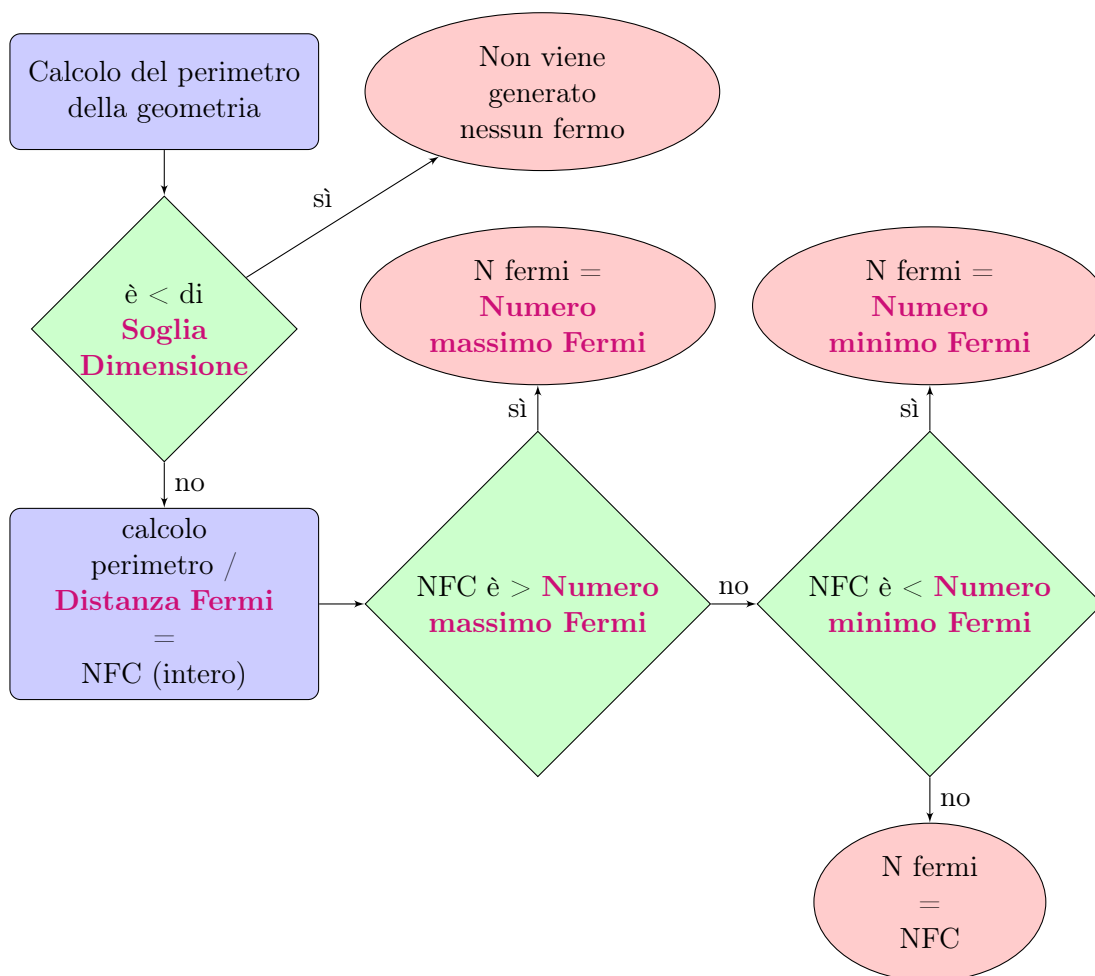 Calcolo del perimetro
della geometria
Non viene
generato
nessun fermo
sì
è < di
Soglia
Dimensione
N fermi =
Numero
massimo Fermi
N fermi =
Numero
minimo Fermi
sì
sì
no
calcolo
perimetro /
Distanza Fermi
=
NFC (intero)
NFC è > Numero
massimo Fermi
no
NFC è < Numero
minimo Fermi
no
N fermi
=
NFC